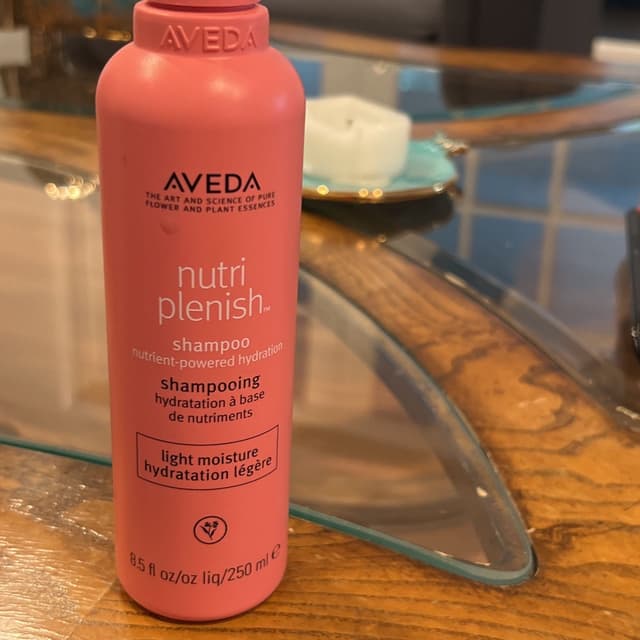 AVEDA
AVEDA
THE ART AND SCIENCE OF PURE
FLOWER AND PLANT ESSENCES
nutri
plenish™
shampoo
nutrient-powered hydration
shampooing
hydratation à base
de nutriments
light moisture
hydratation légère
8.5 fl oz/oz liq/250 ml ℮